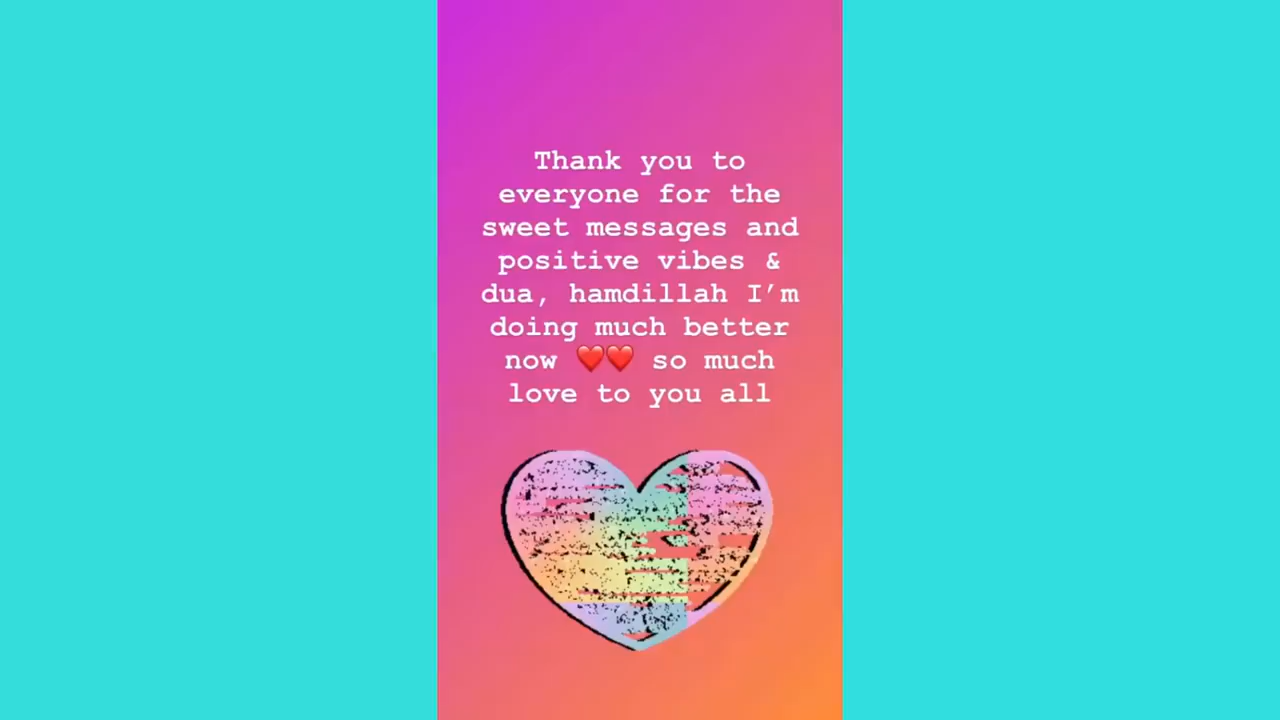 Thank you to
everyone for the
sweet messages and
positive vibes &
dua, hamdillah I’m
doing much better
now ❤️❤️ so much
love to you all